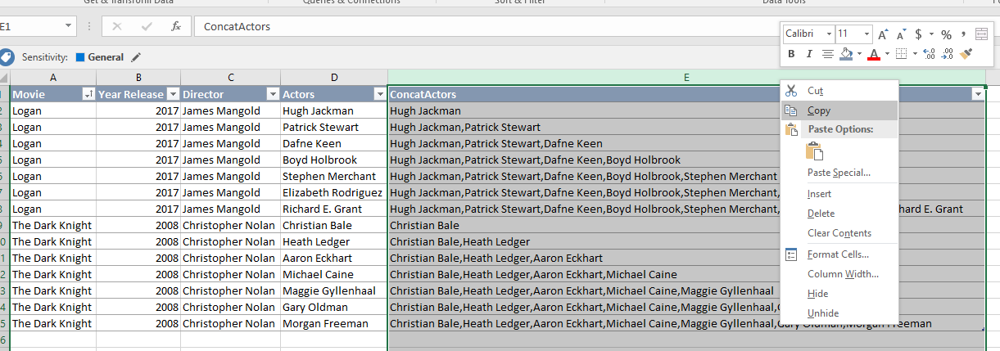 Get & Transform Data Queries & Connections Sort & Filter Data Tools
E1 fx ConcatActors
Calibri 11 A A $ % ,
B I A .00 .00
Sensitivity: General
A B C D E
1 Movie Year Release Director Actors ConcatActors
2 Logan 2017 James Mangold Hugh Jackman Hugh Jackman
3 Logan 2017 James Mangold Patrick Stewart Hugh Jackman,Patrick Stewart
4 Logan 2017 James Mangold Dafne Keen Hugh Jackman,Patrick Stewart,Dafne Keen
5 Logan 2017 James Mangold Boyd Holbrook Hugh Jackman,Patrick Stewart,Dafne Keen,Boyd Holbrook
6 Logan 2017 James Mangold Stephen Merchant Hugh Jackman,Patrick Stewart,Dafne Keen,Boyd Holbrook,Stephen Merchant
7 Logan 2017 James Mangold Elizabeth Rodriguez Hugh Jackman,Patrick Stewart,Dafne Keen,Boyd Holbrook,Stephen Merchant,
8 Logan 2017 James Mangold Richard E. Grant Hugh Jackman,Patrick Stewart,Dafne Keen,Boyd Holbrook,Stephen Merchant, hard E. Grant
9 The Dark Knight 2008 Christopher Nolan Christian Bale Christian Bale
0 The Dark Knight 2008 Christopher Nolan Heath Ledger Christian Bale,Heath Ledger
1 The Dark Knight 2008 Christopher Nolan Aaron Eckhart Christian Bale,Heath Ledger,Aaron Eckhart
2 The Dark Knight 2008 Christopher Nolan Michael Caine Christian Bale,Heath Ledger,Aaron Eckhart,Michael Caine
3 The Dark Knight 2008 Christopher Nolan Maggie Gyllenhaal Christian Bale,Heath Ledger,Aaron Eckhart,Michael Caine,Maggie Gyllenhaal
4 The Dark Knight 2008 Christopher Nolan Gary Oldman Christian Bale,Heath Ledger,Aaron Eckhart,Michael Caine,Maggie Gyllenhaal,
5 The Dark Knight 2008 Christopher Nolan Morgan Freeman Christian Bale,Heath Ledger,Aaron Eckhart,Michael Caine,Maggie Gyllenhaal,Gary Oldman,Morgan Freeman
6
Cut
Copy
Paste Options:
Paste Special...
Insert
Delete
Clear Contents
Format Cells...
Column Width...
Hide
Unhide